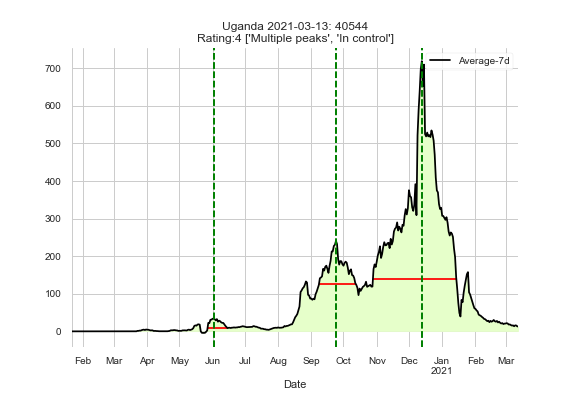 Uganda 2021-03-13: 40544
Rating:4 ['Multiple peaks', 'In control']
Average-7d
700
600
500
400
300
200
100
0
Feb Mar Apr May Jun Jul Aug Sep Oct Nov Dec Jan Feb Mar
2021
Date